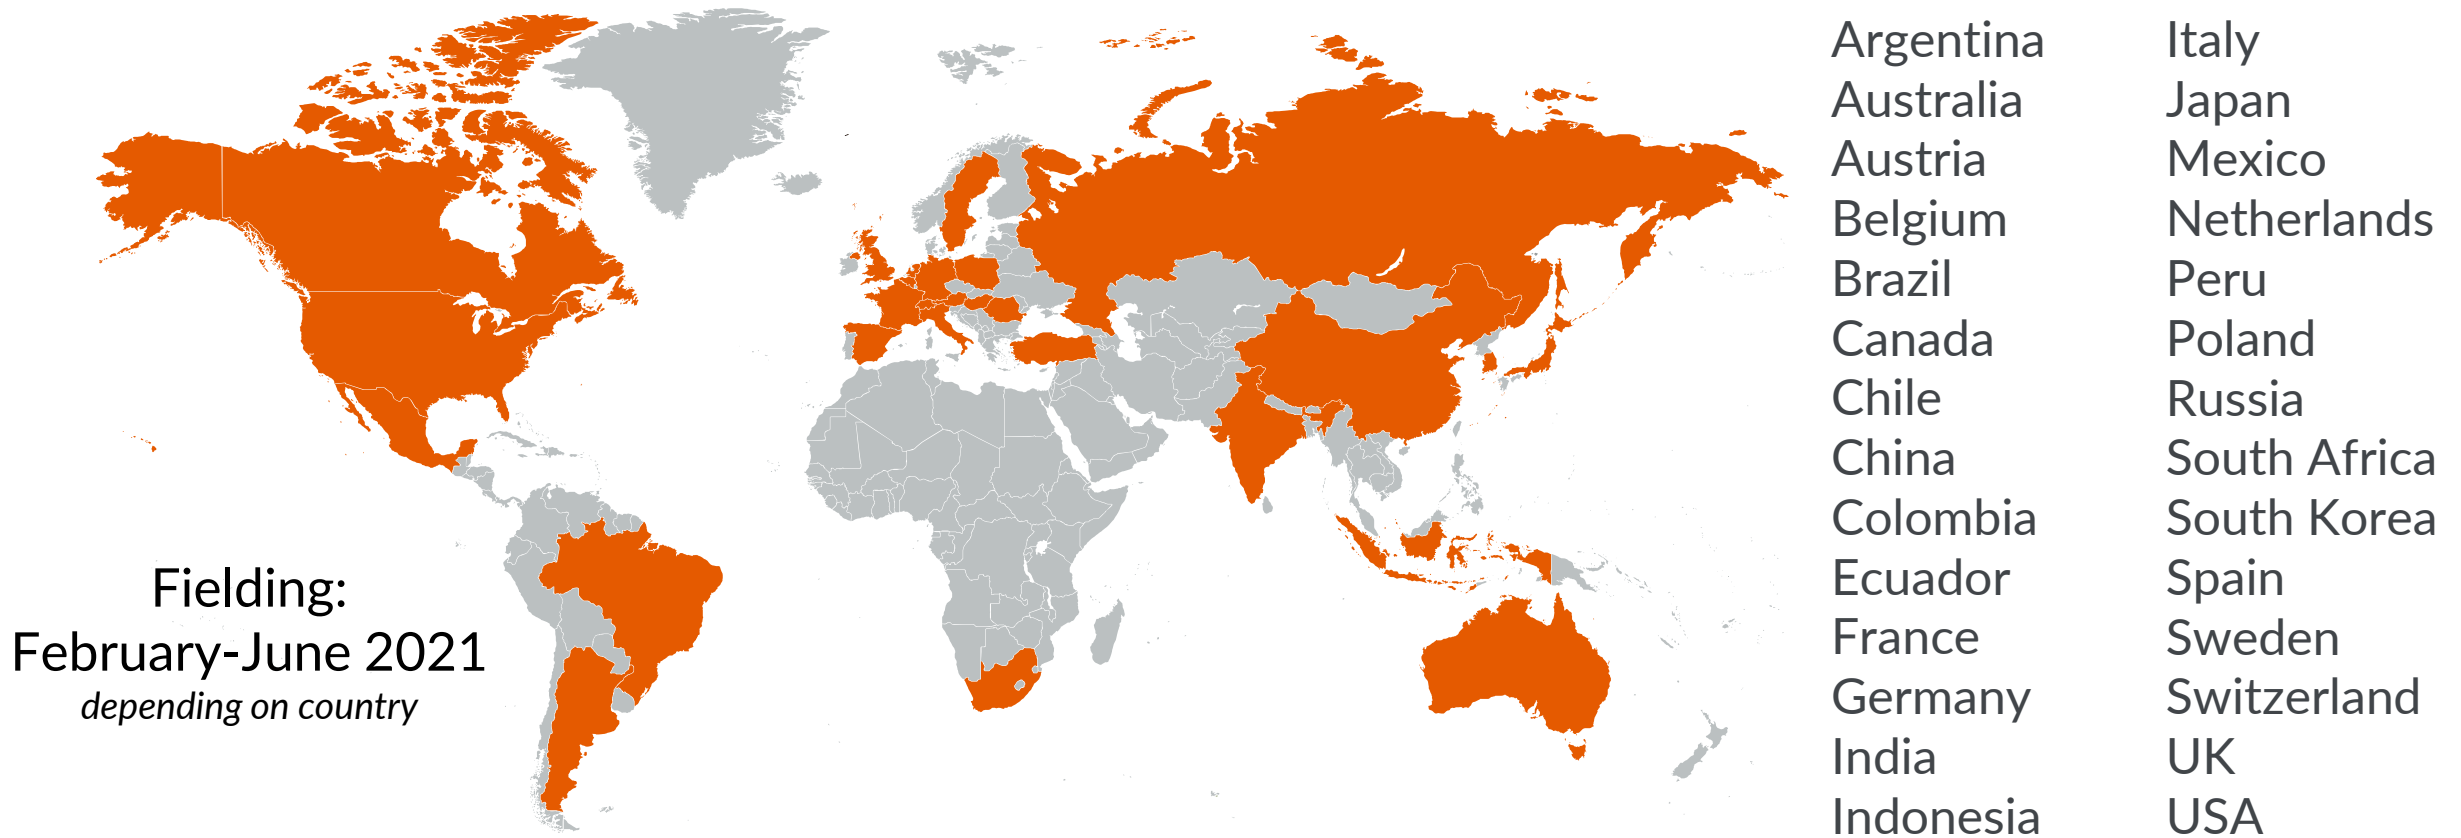 Fielding:
February-June 2021
depending on country
Argentina
Australia
Austria
Belgium
Brazil
Canada
Chile
China
Colombia
Ecuador
France
Germany
India
Indonesia
Italy
Japan
Mexico
Netherlands
Peru
Poland
Russia
South Africa
South Korea
Spain
Sweden
Switzerland
UK
USA